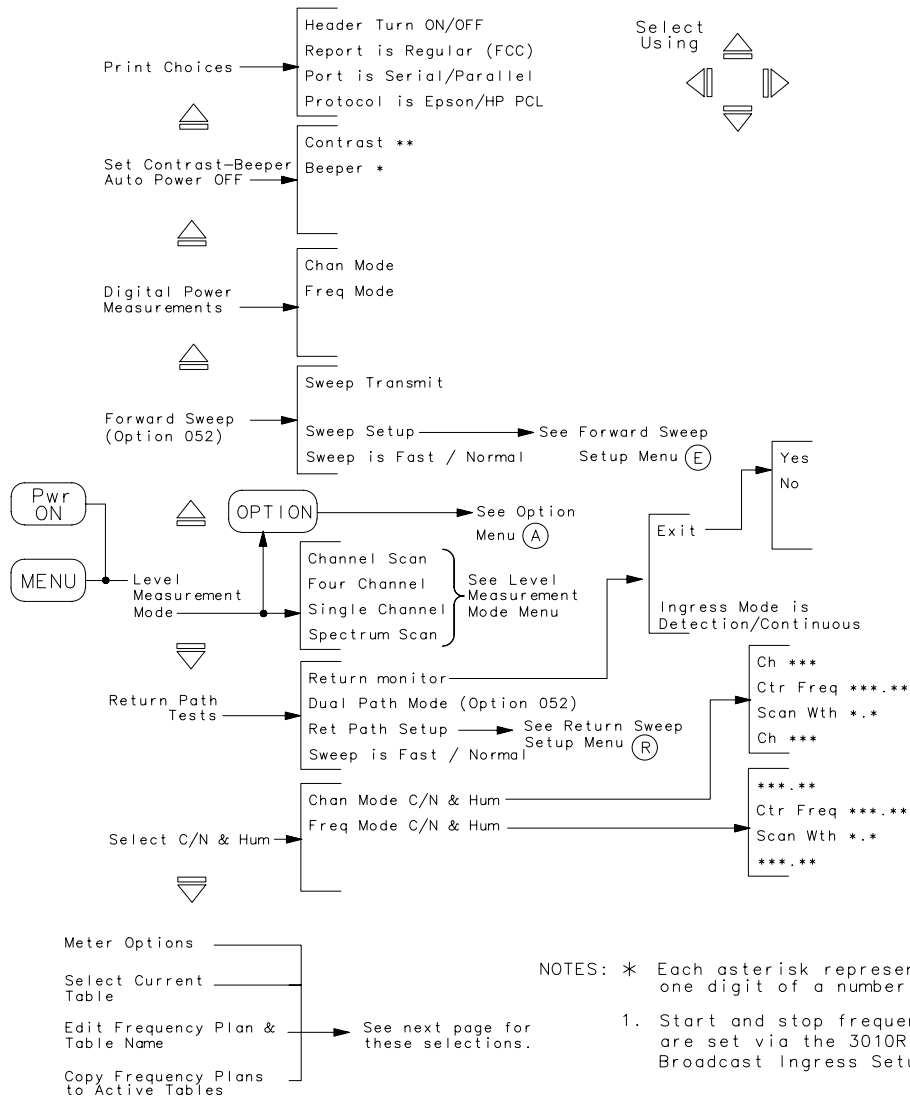 Select
Using
Print Choices
Header Turn ON/OFF
Report is Regular (FCC)
Port is Serial/Parallel
Protocol is Epson/HP PCL
Set Contrast-Beeper
Auto Power OFF
Contrast **
Beeper *
Digital Power
Measurements
Chan Mode
Freq Mode
Forward Sweep
(Option 052)
Sweep Transmit
Sweep Setup
See Forward Sweep
Setup Menu E
Sweep is Fast / Normal
Pwr
ON
MENU
Level
Measurement
Mode
OPTION
See Option
Menu A
Channel Scan
Four Channel
Single Channel
Spectrum Scan
See Level
Measurement
Mode Menu
Exit
Yes
No
Ingress Mode is
Detection/Continuous
Return Path
Tests
Return monitor
Dual Path Mode (Option 052)
Ret Path Setup
See Return Sweep
Setup Menu R
Sweep is Fast / Normal
Select C/N & Hum
Chan Mode C/N & Hum
Freq Mode C/N & Hum
Ch ***
Ctr Freq ***.**
Scan Wth *.*
Ch ***
***.**
Ctr Freq ***.**
Scan Wth *.*
***.**
Meter Options
Select Current
Table
Edit Frequency Plan &
Table Name
Copy Frequency Plans
to Active Tables
See next page for
these selections.
NOTES: * Each asterisk
one digit of a number
1. Start and stop
are set via the 3010R
Broadcast Ingress